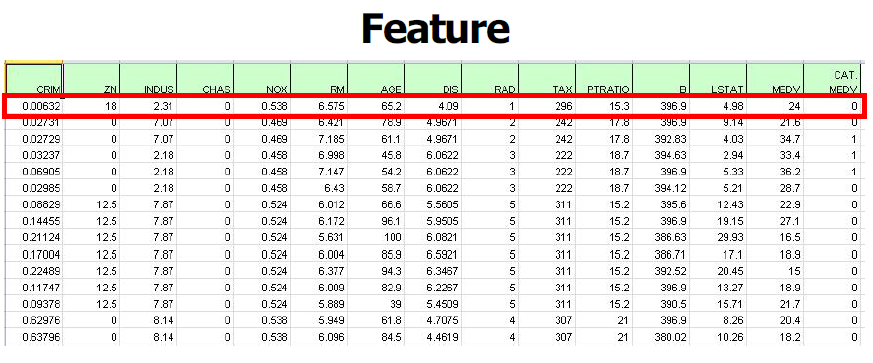 Feature
CAT.
CRIM ZN INDUS CHAS NOX RM AGE DIS RAD TAX PTRATIO B LSTAT MEDV MEDV
0.00632 18 2.31 0 0.538 6.575 65.2 4.09 1 296 15.3 396.9 4.98 24 0
0.02731 0 7.07 0 0.469 6.421 78.9 4.9671 2 242 17.8 396.9 9.14 21.6 0
0.02729 0 7.07 0 0.469 7.185 61.1 4.9671 2 242 17.8 392.83 4.03 34.7 1
0.03237 0 2.18 0 0.458 6.998 45.8 6.0622 3 222 18.7 394.63 2.94 33.4 1
0.06905 0 2.18 0 0.458 7.147 54.2 6.0622 3 222 18.7 396.9 5.33 36.2 1
0.02985 0 2.18 0 0.458 6.43 58.7 6.0622 3 222 18.7 394.12 5.21 28.7 0
0.08829 12.5 7.87 0 0.524 6.012 66.6 5.5605 5 311 15.2 395.6 12.43 22.9 0
0.14455 12.5 7.87 0 0.524 6.172 96.1 5.9505 5 311 15.2 396.9 19.15 27.1 0
0.21124 12.5 7.87 0 0.524 5.631 100 6.0821 5 311 15.2 386.63 29.93 16.5 0
0.17004 12.5 7.87 0 0.524 6.004 85.9 6.5921 5 311 15.2 386.71 17.1 18.9 0
0.22489 12.5 7.87 0 0.524 6.377 94.3 6.3467 5 311 15.2 392.52 20.45 15 0
0.11747 12.5 7.87 0 0.524 6.009 82.9 6.2267 5 311 15.2 396.9 13.27 18.9 0
0.09378 12.5 7.87 0 0.524 5.889 39 5.4509 5 311 15.2 390.5 15.71 21.7 0
0.62976 0 8.14 0 0.538 5.949 61.8 4.7075 4 307 21 396.9 8.26 20.4 0
0.63796 0 8.14 0 0.538 6.096 84.5 4.4619 4 307 21 380.02 10.26 18.2 0